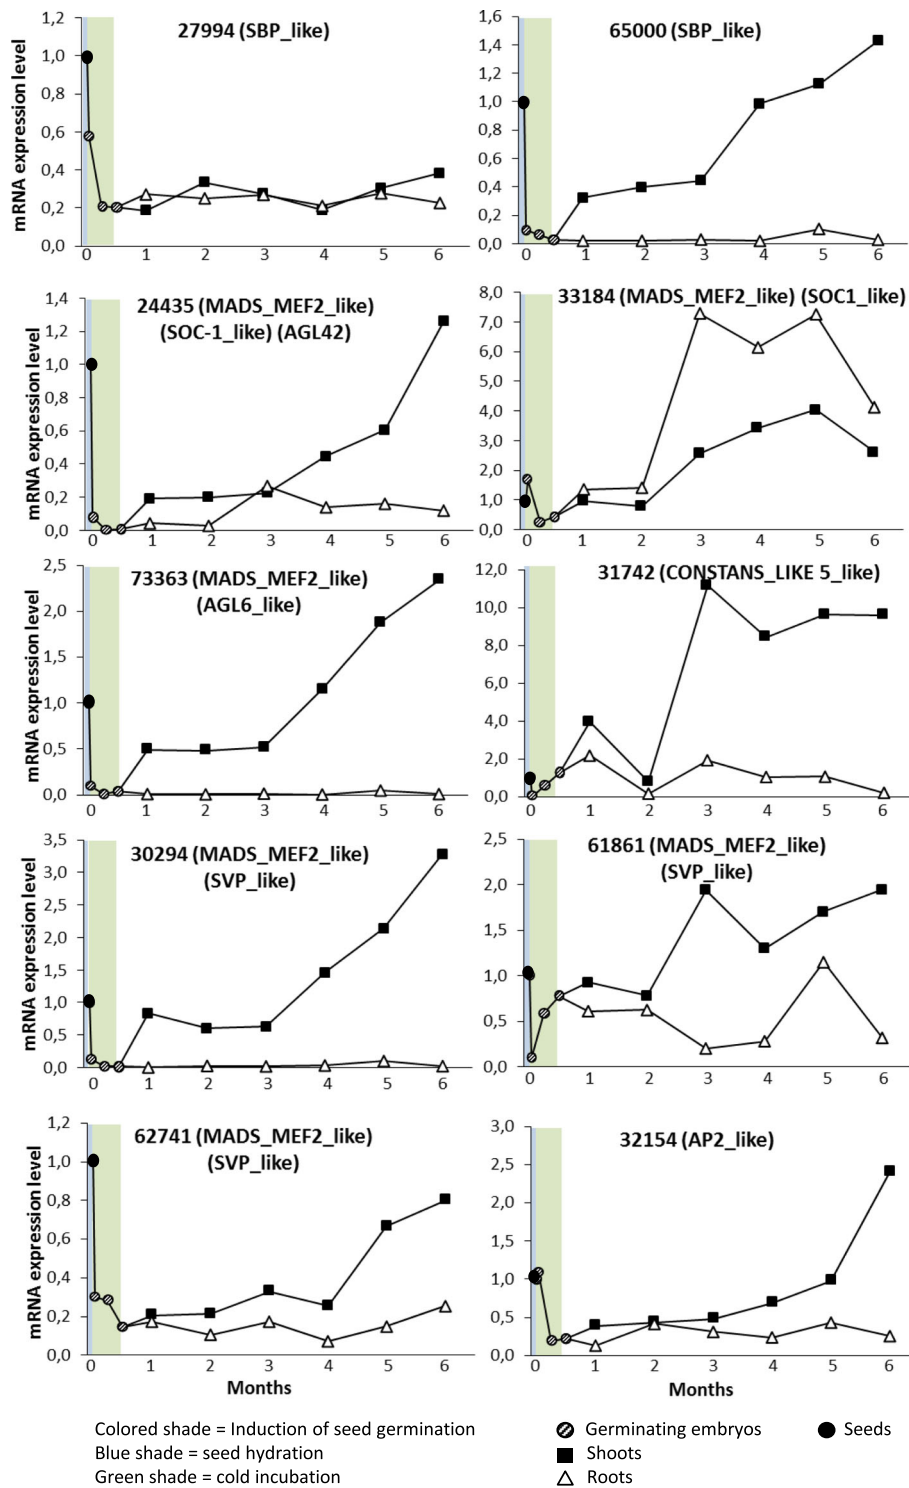 27994 (SBP_like)
mRNA expression level
1,2
1,0
0,8
0,6
0,4
0,2
0,0
0 1 2 3 4 5 6
65000 (SBP_like)
1,6
1,4
1,2
1,0
0,8
0,6
0,4
0,2
0,0
0 1 2 3 4 5 6
24435 (MADS_MEF2_like)
(SOC-1_like) (AGL42)
mRNA expression level
1,4
1,2
1,0
0,8
0,6
0,4
0,2
0,0
0 1 2 3 4 5 6
33184 (MADS_MEF2_like) (SOC1_like)
8,0
7,0
6,0
5,0
4,0
3,0
2,0
1,0
0,0
0 1 2 3 4 5 6
73363 (MADS_MEF2_like)
(AGL6_like)
mRNA expression level
2,5
2,0
1,5
1,0
0,5
0,0
0 1 2 3 4 5 6
31742 (CONSTANS_LIKE 5_like)
12,0
10,0
8,0
6,0
4,0
2,0
0,0
0 1 2 3 4 5 6
30294 (MADS_MEF2_like)
(SVP_like)
mRNA expression level
3,5
3,0
2,5
2,0
1,5
1,0
0,5
0,0
0 1 2 3 4 5 6
61861 (MADS_MEF2_like)
(SVP_like)
2,5
2,0
1,5
1,0
0,5
0,0
0 1 2 3 4 5 6
62741 (MADS_MEF2_like)
(SVP_like)
mRNA expression level
1,2
1,0
0,8
0,6
0,4
0,2
0,0
0 1 2 3 4 5 6
Months
32154 (AP2_like)
3,0
2,5
2,0
1,5
1,0
0,5
0,0
0 1 2 3 4 5 6
Months
Colored shade = Induction of seed germination
Blue shade = seed hydration
Green shade = cold incubation
Germinating embryos
Seeds
Shoots
Roots